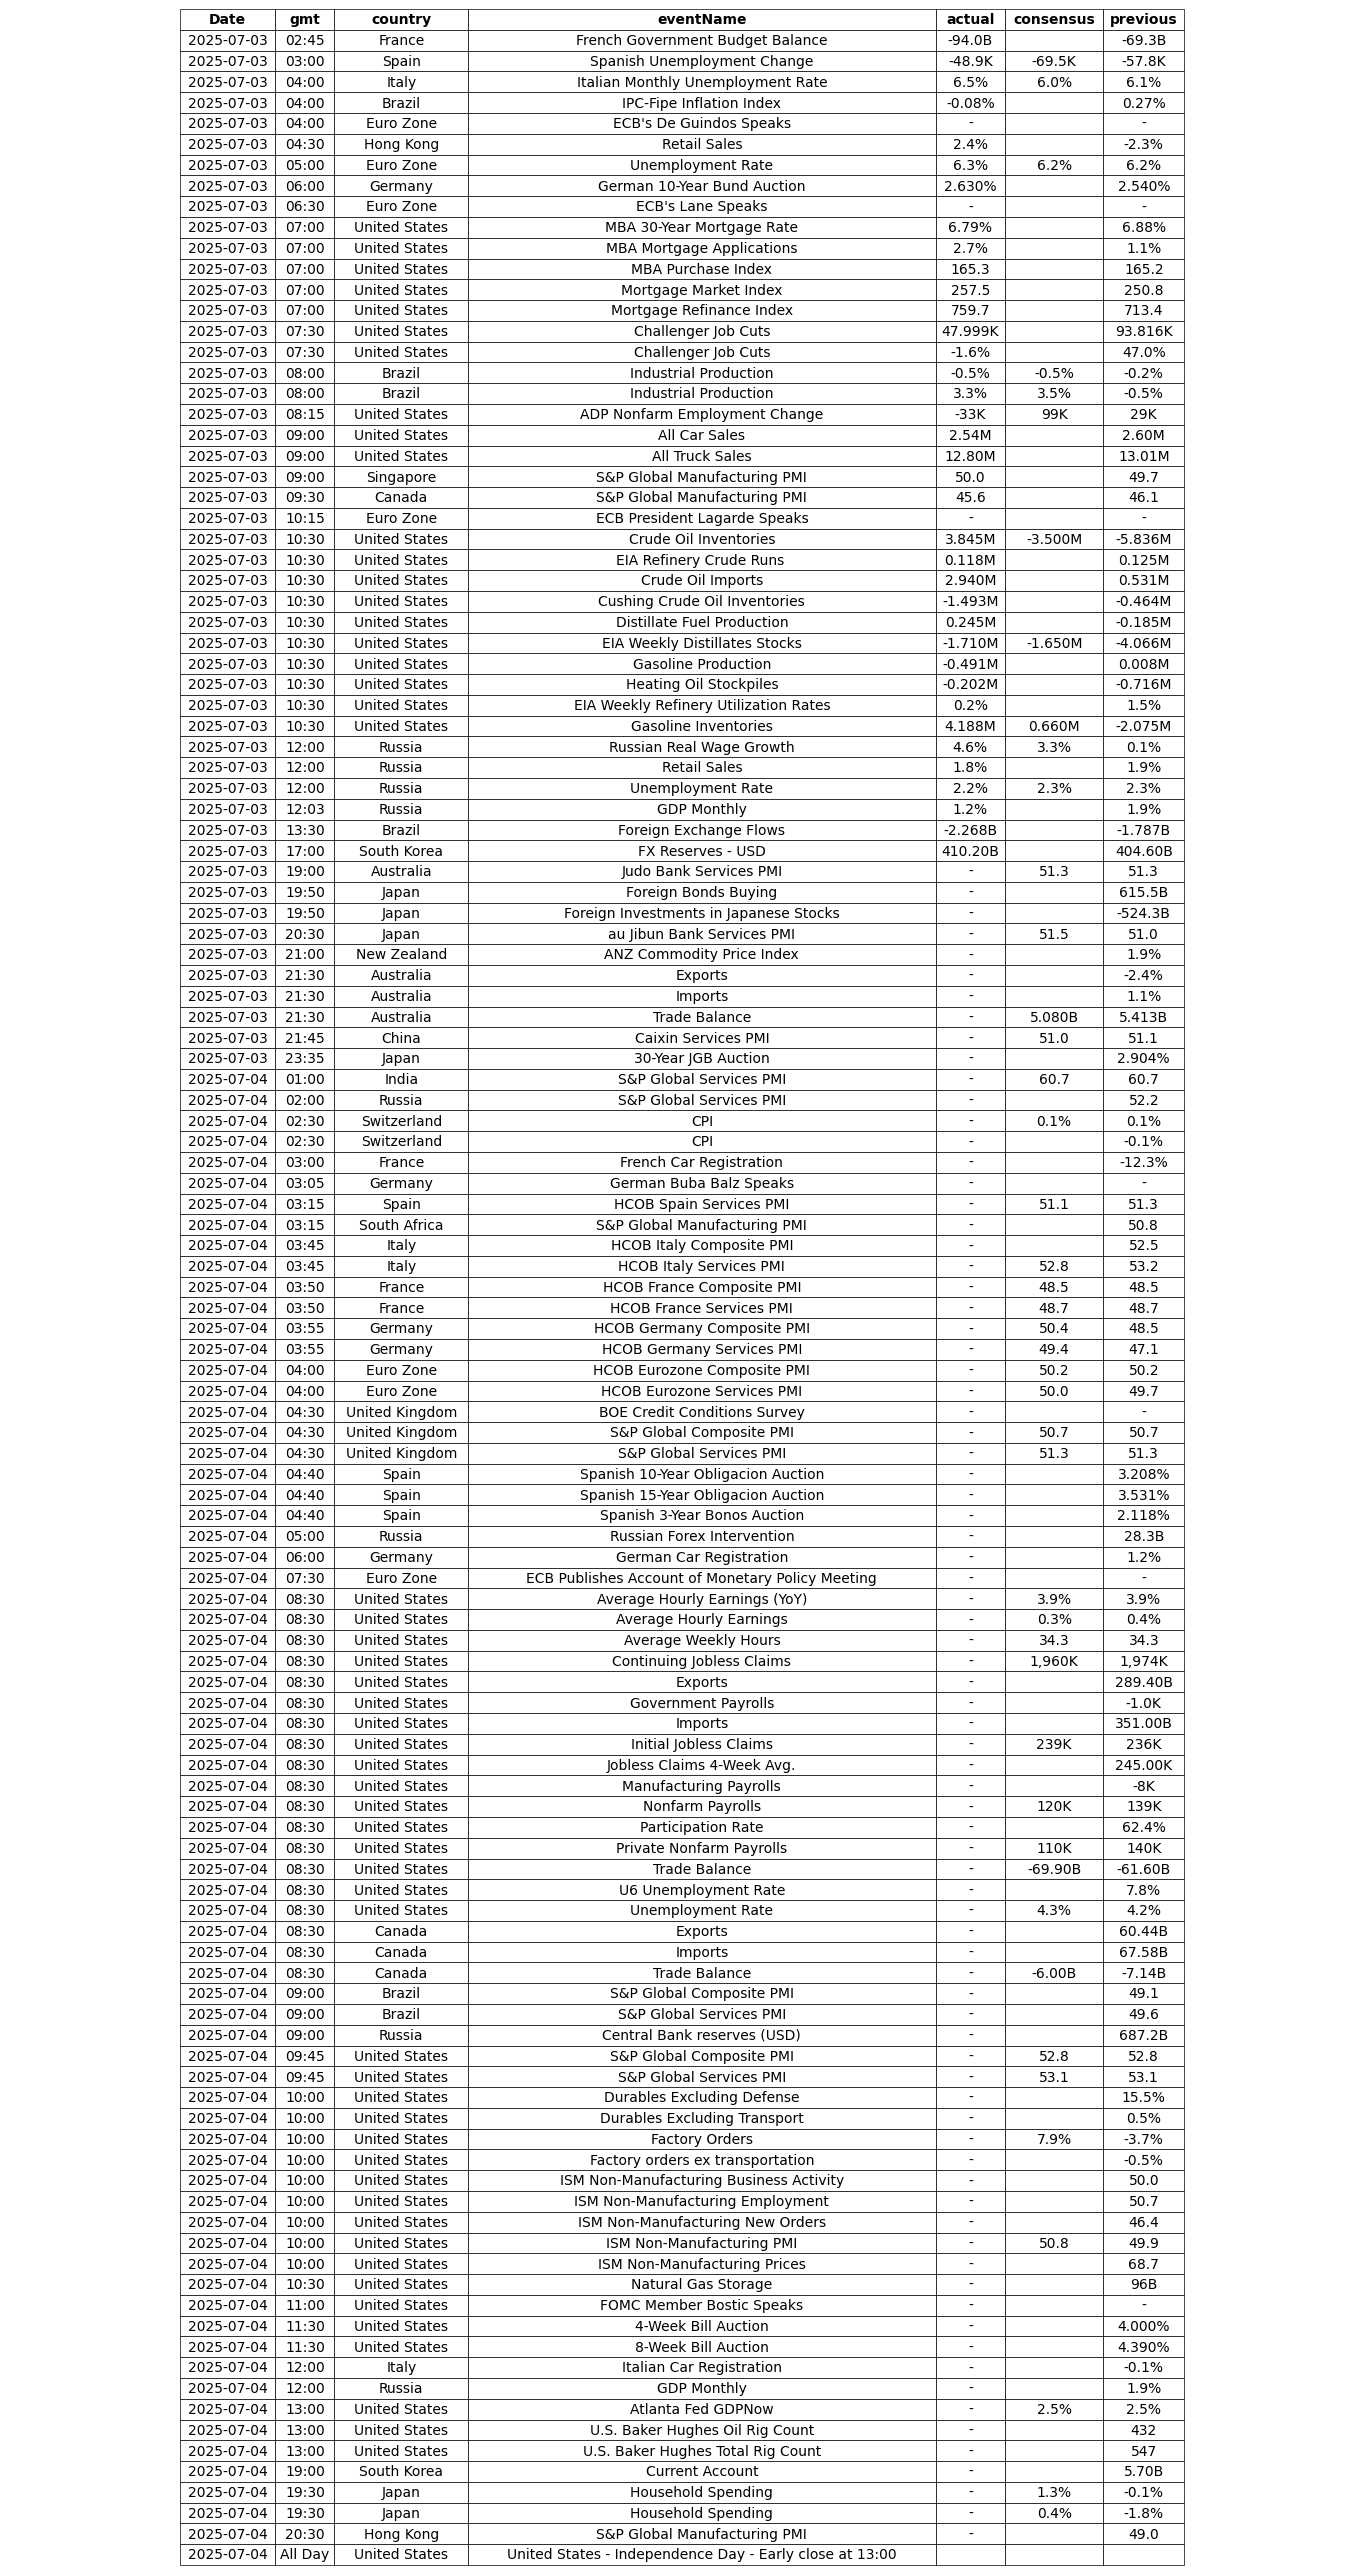 Date gmt country eventName actual consensus previous
2025-07-03 02:45 France French Government Budget Balance -94.0B -69.3B
2025-07-03 03:00 Spain Spanish Unemployment Change -48.9K -69.5K -57.8K
2025-07-03 04:00 Italy Italian Monthly Unemployment Rate 6.5% 6.0% 6.1%
2025-07-03 04:00 Brazil IPC-Fipe Inflation Index -0.08% 0.27%
2025-07-03 04:00 Euro Zone ECB's De Guindos Speaks - -
2025-07-03 04:30 Hong Kong Retail Sales 2.4% -2.3%
2025-07-03 05:00 Euro Zone Unemployment Rate 6.3% 6.2% 6.2%
2025-07-03 06:00 Germany German 10-Year Bund Auction 2.630% 2.540%
2025-07-03 06:30 Euro Zone ECB's Lane Speaks - -
2025-07-03 07:00 United States MBA 30-Year Mortgage Rate 6.79% 6.88%
2025-07-03 07:00 United States MBA Mortgage Applications 2.7% 1.1%
2025-07-03 07:00 United States MBA Purchase Index 165.3 165.2
2025-07-03 07:00 United States Mortgage Market Index 257.5 250.8
2025-07-03 07:00 United States Mortgage Refinance Index 759.7 713.4
2025-07-03 07:30 United States Challenger Job Cuts 47.999K 93.816K
2025-07-03 07:30 United States Challenger Job Cuts -1.6% 47.0%
2025-07-03 08:00 Brazil Industrial Production -0.5% -0.5% -0.2%
2025-07-03 08:00 Brazil Industrial Production 3.3% 3.5% -0.5%
2025-07-03 08:15 United States ADP Nonfarm Employment Change -33K 99K 29K
2025-07-03 09:00 United States All Car Sales 2.54M 2.60M
2025-07-03 09:00 United States All Truck Sales 12.80M 13.01M
2025-07-03 09:00 Singapore S&P Global Manufacturing PMI 50.0 49.7
2025-07-03 09:30 Canada S&P Global Manufacturing PMI 45.6 46.1
2025-07-03 10:15 Euro Zone ECB President Lagarde Speaks - -
2025-07-03 10:30 United States Crude Oil Inventories 3.845M -3.500M -5.836M
2025-07-03 10:30 United States EIA Refinery Crude Runs 0.118M 0.125M
2025-07-03 10:30 United States Crude Oil Imports 2.940M 0.531M
2025-07-03 10:30 United States Cushing Crude Oil Inventories -1.493M -0.464M
2025-07-03 10:30 United States Distillate Fuel Production 0.245M -0.185M
2025-07-03 10:30 United States EIA Weekly Distillates Stocks -1.710M -1.650M -4.066M
2025-07-03 10:30 United States Gasoline Production -0.491M 0.008M
2025-07-03 10:30 United States Heating Oil Stockpiles -0.202M -0.716M
2025-07-03 10:30 United States EIA Weekly Refinery Utilization Rates 0.2% 1.5%
2025-07-03 10:30 United States Gasoline Inventories 4.188M 0.660M -2.075M
2025-07-03 12:00 Russia Russian Real Wage Growth 4.6% 3.3% 0.1%
2025-07-03 12:00 Russia Retail Sales 1.8% 1.9%
2025-07-03 12:00 Russia Unemployment Rate 2.2% 2.3% 2.3%
2025-07-03 12:03 Russia GDP Monthly 1.2% 1.9%
2025-07-03 13:30 Brazil Foreign Exchange Flows -2.268B -1.787B
2025-07-03 17:00 South Korea FX Reserves - USD 410.20B 404.60B
2025-07-03 19:00 Australia Judo Bank Services PMI - 51.3 51.3
2025-07-03 19:50 Japan Foreign Bonds Buying - 615.5B
2025-07-03 19:50 Japan Foreign Investments in Japanese Stocks - -524.3B
2025-07-03 20:30 Japan au Jibun Bank Services PMI - 51.5 51.0
2025-07-03 21:00 New Zealand ANZ Commodity Price Index - 1.9%
2025-07-03 21:30 Australia Exports - -2.4%
2025-07-03 21:30 Australia Imports - 1.1%
2025-07-03 21:30 Australia Trade Balance - 5.080B 5.413B
2025-07-03 21:45 China Caixin Services PMI - 51.0 51.1
2025-07-03 23:35 Japan 30-Year JGB Auction - 2.904%
2025-07-04 01:00 India S&P Global Services PMI - 60.7 60.7
2025-07-04 02:00 Russia S&P Global Services PMI - 52.2
2025-07-04 02:30 Switzerland CPI - 0.1% 0.1%
2025-07-04 02:30 Switzerland CPI - -0.1%
2025-07-04 03:00 France French Car Registration - -12.3%
2025-07-04 03:05 Germany German Buba Balz Speaks - -
2025-07-04 03:15 Spain HCOB Spain Services PMI - 51.1 51.3
2025-07-04 03:15 South Africa S&P Global Manufacturing PMI - 50.8
2025-07-04 03:45 Italy HCOB Italy Composite PMI - 52.5
2025-07-04 03:45 Italy HCOB Italy Services PMI - 52.8 53.2
2025-07-04 03:50 France HCOB France Composite PMI - 48.5 48.5
2025-07-04 03:50 France HCOB France Services PMI - 48.7 48.7
2025-07-04 03:55 Germany HCOB Germany Composite PMI - 50.4 48.5
2025-07-04 03:55 Germany HCOB Germany Services PMI - 49.4 47.1
2025-07-04 04:00 Euro Zone HCOB Eurozone Composite PMI - 50.2 50.2
2025-07-04 04:00 Euro Zone HCOB Eurozone Services PMI - 50.0 49.7
2025-07-04 04:30 United Kingdom BOE Credit Conditions Survey - -
2025-07-04 04:30 United Kingdom S&P Global Composite PMI - 50.7 50.7
2025-07-04 04:30 United Kingdom S&P Global Services PMI - 51.3 51.3
2025-07-04 04:40 Spain Spanish 10-Year Obligacion Auction - 3.208%
2025-07-04 04:40 Spain Spanish 15-Year Obligacion Auction - 3.531%
2025-07-04 04:40 Spain Spanish 3-Year Bonos Auction - 2.118%
2025-07-04 05:00 Russia Russian Forex Intervention - 28.3B
2025-07-04 06:00 Germany German Car Registration - 1.2%
2025-07-04 07:30 Euro Zone ECB Publishes Account of Monetary Policy Meeting - -
2025-07-04 08:30 United States Average Hourly Earnings (YoY) - 3.9% 3.9%
2025-07-04 08:30 United States Average Hourly Earnings - 0.3% 0.4%
2025-07-04 08:30 United States Average Weekly Hours - 34.3 34.3
2025-07-04 08:30 United States Continuing Jobless Claims - 1,960K 1,974K
2025-07-04 08:30 United States Exports - 289.40B
2025-07-04 08:30 United States Government Payrolls - -1.0K
2025-07-04 08:30 United States Imports - 351.00B
2025-07-04 08:30 United States Initial Jobless Claims - 239K 236K
2025-07-04 08:30 United States Jobless Claims 4-Week Avg. - 245.00K
2025-07-04 08:30 United States Manufacturing Payrolls - -8K
2025-07-04 08:30 United States Nonfarm Payrolls - 120K 139K
2025-07-04 08:30 United States Participation Rate - 62.4%
2025-07-04 08:30 United States Private Nonfarm Payrolls - 110K 140K
2025-07-04 08:30 United States Trade Balance - -69.90B -61.60B
2025-07-04 08:30 United States U6 Unemployment Rate - 7.8%
2025-07-04 08:30 United States Unemployment Rate - 4.3% 4.2%
2025-07-04 08:30 Canada Exports - 60.44B
2025-07-04 08:30 Canada Imports - 67.58B
2025-07-04 08:30 Canada Trade Balance - -6.00B -7.14B
2025-07-04 09:00 Brazil S&P Global Composite PMI - 49.1
2025-07-04 09:00 Brazil S&P Global Services PMI - 49.6
2025-07-04 09:00 Russia Central Bank reserves (USD) - 687.2B
2025-07-04 09:45 United States S&P Global Composite PMI - 52.8 52.8
2025-07-04 09:45 United States S&P Global Services PMI - 53.1 53.1
2025-07-04 10:00 United States Durables Excluding Defense - 15.5%
2025-07-04 10:00 United States Durables Excluding Transport - 0.5%
2025-07-04 10:00 United States Factory Orders - 7.9% -3.7%
2025-07-04 10:00 United States Factory orders ex transportation - -0.5%
2025-07-04 10:00 United States ISM Non-Manufacturing Business Activity - 50.0
2025-07-04 10:00 United States ISM Non-Manufacturing Employment - 50.7
2025-07-04 10:00 United States ISM Non-Manufacturing New Orders - 46.4
2025-07-04 10:00 United States ISM Non-Manufacturing PMI - 50.8 49.9
2025-07-04 10:00 United States ISM Non-Manufacturing Prices - 68.7
2025-07-04 10:30 United States Natural Gas Storage - 96B
2025-07-04 11:00 United States FOMC Member Bostic Speaks - -
2025-07-04 11:30 United States 4-Week Bill Auction - 4.000%
2025-07-04 11:30 United States 8-Week Bill Auction - 4.390%
2025-07-04 12:00 Italy Italian Car Registration - -0.1%
2025-07-04 12:00 Russia GDP Monthly - 1.9%
2025-07-04 13:00 United States Atlanta Fed GDPNow - 2.5% 2.5%
2025-07-04 13:00 United States U.S. Baker Hughes Oil Rig Count - 432
2025-07-04 13:00 United States U.S. Baker Hughes Total Rig Count - 547
2025-07-04 19:00 South Korea Current Account - 5.70B
2025-07-04 19:30 Japan Household Spending - 1.3% -0.1%
2025-07-04 19:30 Japan Household Spending - 0.4% -1.8%
2025-07-04 20:30 Hong Kong S&P Global Manufacturing PMI - 49.0
2025-07-04 All Day United States United States - Independence Day - Early close at 13:00